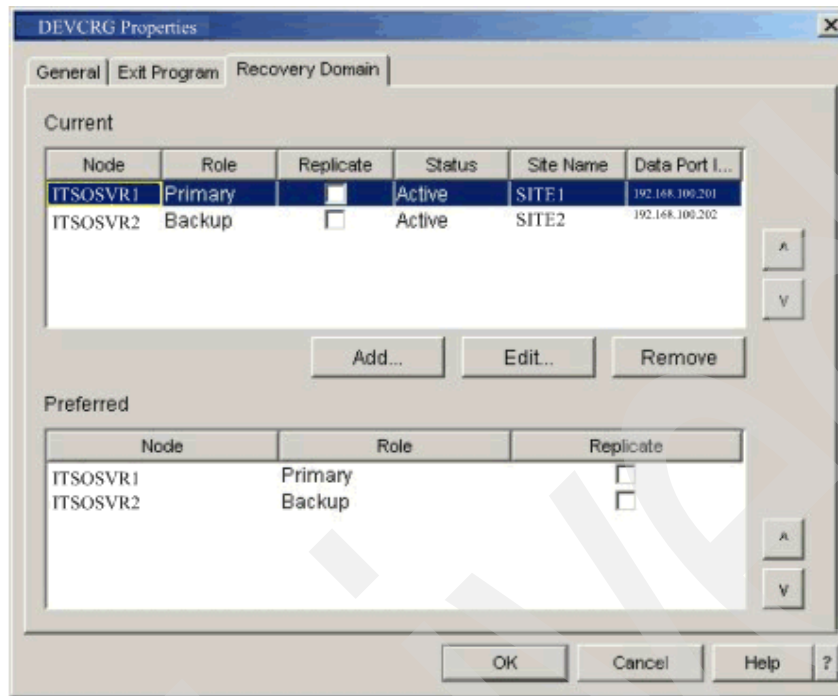 DEVCRG Properties
General Exit Program Recovery Domain
Current
Node Role Replicate Status Site Name Data Port I...
ITSOSVR1 Primary Active SITE1 192.168.100.201
ITSOSVR2 Backup Active SITE2 192.168.100.202
Add... Edit... Remove
Preferred
Node Role Replicate
ITSOSVR1 Primary
ITSOSVR2 Backup
OK Cancel Help ?